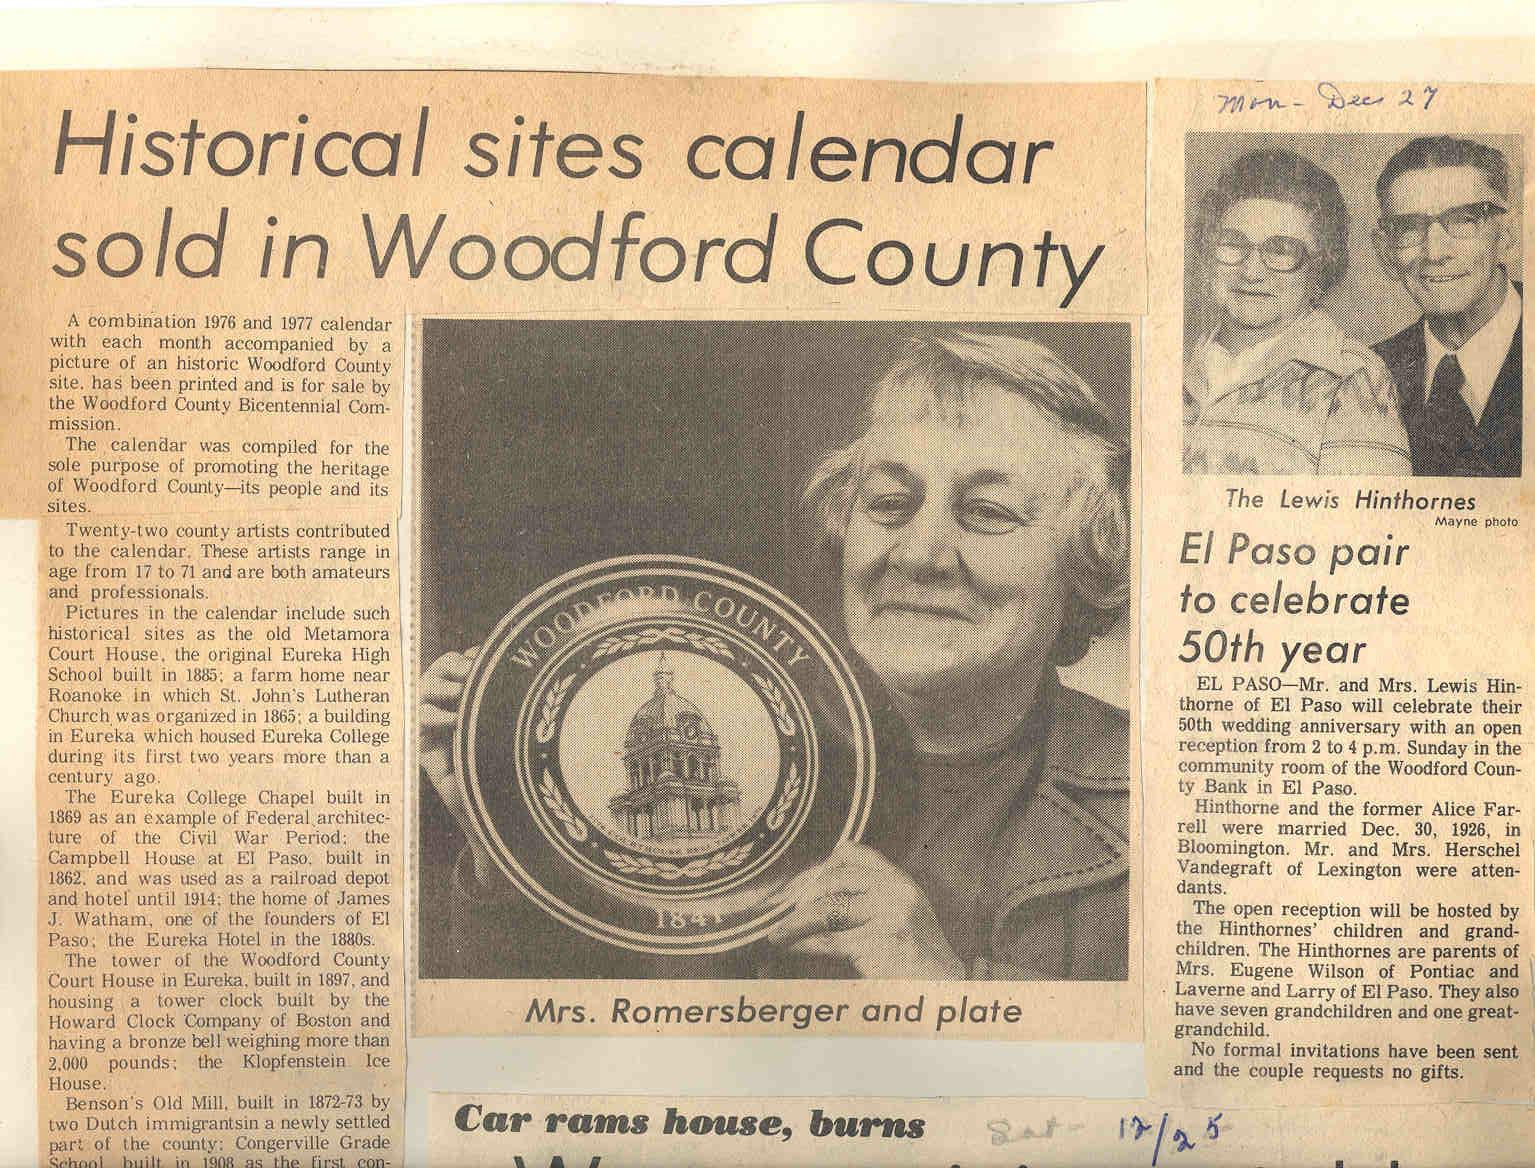 Historical sites calendar
sold in Woodford County
A combination 1976 and 1977 calendar
with each month accompanied by a
picture of an historic Woodford County
site, has been printed and is for sale by
the Woodford County Bicentennial Com-
mission.
The calendar was compiled for the
sole purpose of promoting the heritage
of Woodford County—its people and its
sites.
Twenty-two county artists contributed
to the calendar. These artists range in
age from 17 to 71 and are both amateurs
and professionals.
Pictures in the calendar include such
historical sites as the old Metamora
Court House, the original Eureka High
School built in 1885; a farm home near
Roanoke in which St. John's Lutheran
Church was organized in 1865; a building
in Eureka which housed Eureka College
during its first two years more than a
century ago.
The Eureka College Chapel built in
1869 as an example of Federal architec-
ture of the Civil War Period; the
Campbell House at El Paso, built in
1862, and was used as a railroad depot
and hotel until 1914; the home of James
J. Watham, one of the founders of El
Paso; the Eureka Hotel in the 1880s.
The tower of the Woodford County
Court House in Eureka, built in 1897, and
housing a tower clock built by the
Howard Clock Company of Boston and
having a bronze bell weighing more than
2,000 pounds; the Klopfenstein Ice
House.
Benson's Old Mill, built in 1872-73 by
two Dutch immigrantsin a newly settled
part of the county; Congerville Grade
School, built in 1908 as the first con-
WOODFORD COUNTY
1841
Mrs. Romersberger and plate
Mon - Dec 27
The Lewis Hinthornes
Mayne photo
El Paso pair
to celebrate
50th year
EL PASO—Mr. and Mrs. Lewis Hin-
thorne of El Paso will celebrate their
50th wedding anniversary with an open
reception from 2 to 4 p.m. Sunday in the
community room of the Woodford Coun-
ty Bank in El Paso.
Hinthorne and the former Alice Far-
rell were married Dec. 30, 1926, in
Bloomington. Mr. and Mrs. Herschel
Vandegraft of Lexington were atten-
dants.
The open reception will be hosted by
the Hinthornes' children and grand-
children. The Hinthornes are parents of
Mrs. Eugene Wilson of Pontiac and
Laverne and Larry of El Paso. They also
have seven grandchildren and one great-
grandchild.
No formal invitations have been sent
and the couple requests no gifts.
Car rams house, burns
Sat - 12/25